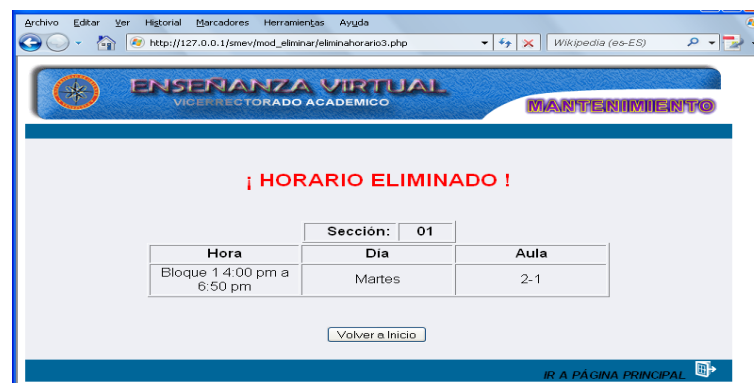 Archivo Editar Ver Historial Marcadores Herramientas Ayuda
http://127.0.0.1/smev/mod_eliminar/eliminahorario3.php Wikipedia (es-ES)
ENSEÑANZA VIRTUAL
VICERRECTORADO ACADEMICO
MANTENIMIENTO
¡ HORARIO ELIMINADO !
Sección: 01
Hora Día Aula
Bloque 1 4:00 pm a Martes 2-1
6:50 pm
Volver a Inicio
IR A PÁGINA PRINCIPAL